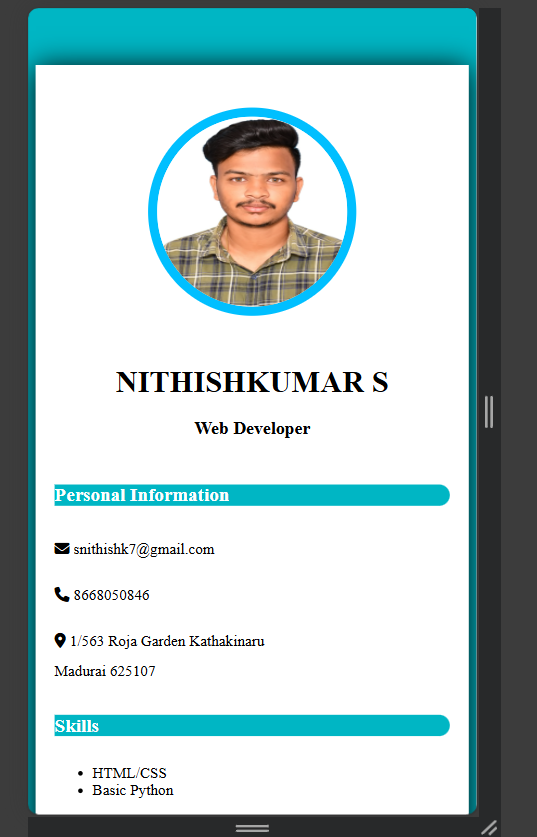 NITHISHKUMAR S
Web Developer
Personal Information
snithishk7@gmail.com
8668050846
1/563 Roja Garden Kathakinaru
Madurai 625107
Skills
HTML/CSS
Basic Python